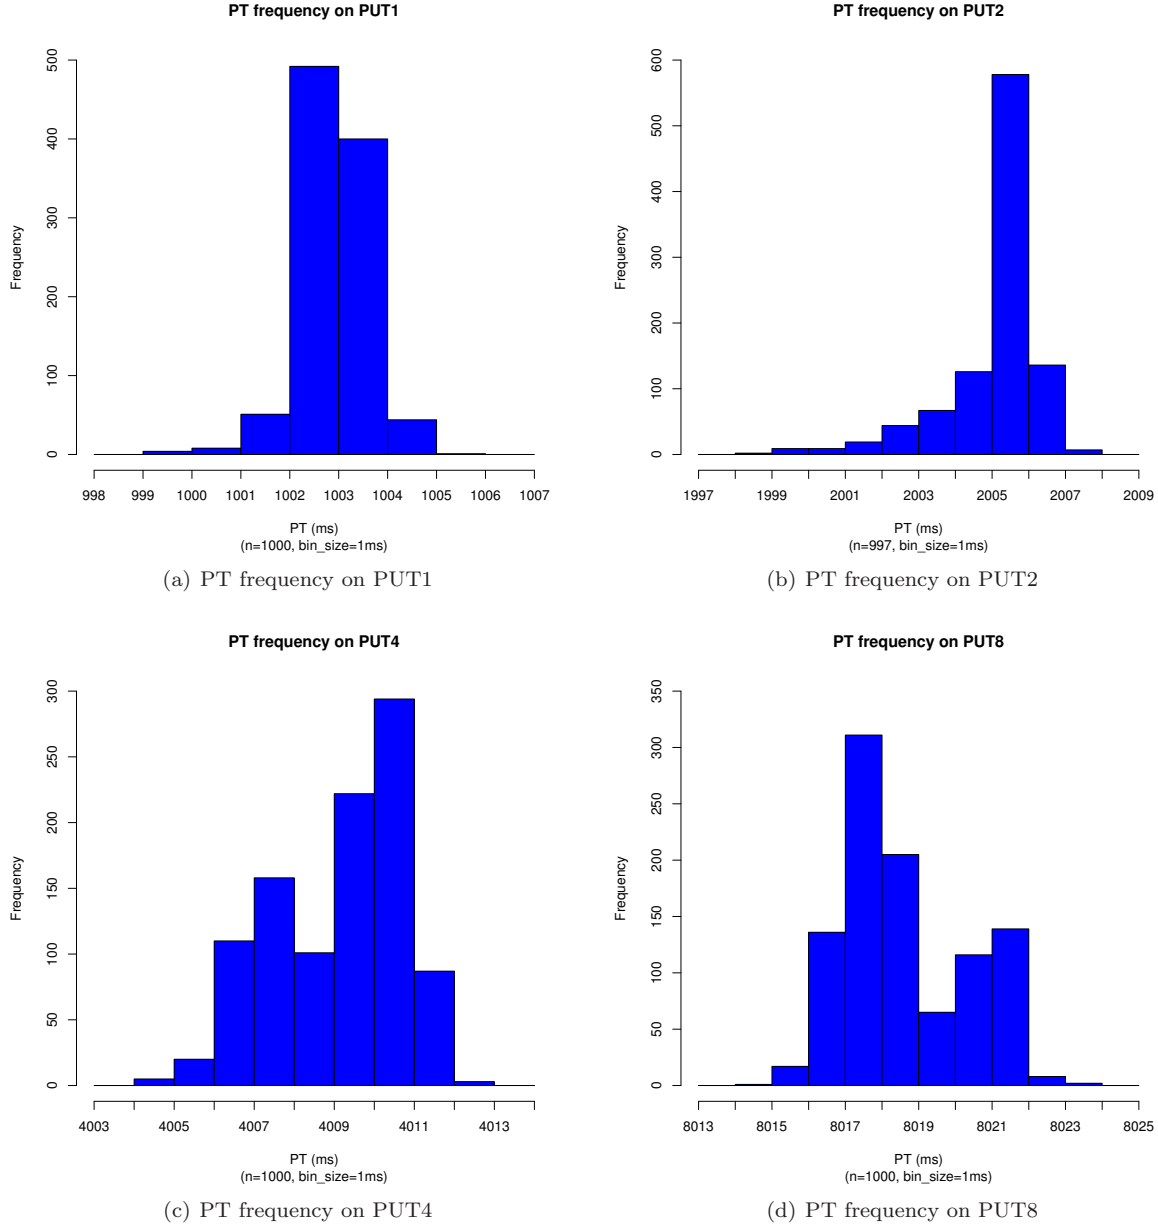 PT frequency on PUT1
Frequency
0 100 200 300 400 500
998 999 1000 1001 1002 1003 1004 1005 1006 1007
PT (ms)
(n=1000, bin_size=1ms)
(a) PT frequency on PUT1
PT frequency on PUT2
Frequency
0 100 200 300 400 500 600
1997 1999 2001 2003 2005 2007 2009
PT (ms)
(n=997, bin_size=1ms)
(b) PT frequency on PUT2
PT frequency on PUT4
Frequency
0 50 100 150 200 250 300
4003 4005 4007 4009 4011 4013
PT (ms)
(n=1000, bin_size=1ms)
(c) PT frequency on PUT4
PT frequency on PUT8
Frequency
0 50 100 150 200 250 300 350
8013 8015 8017 8019 8021 8023 8025
PT (ms)
(n=1000, bin_size=1ms)
(d) PT frequency on PUT8